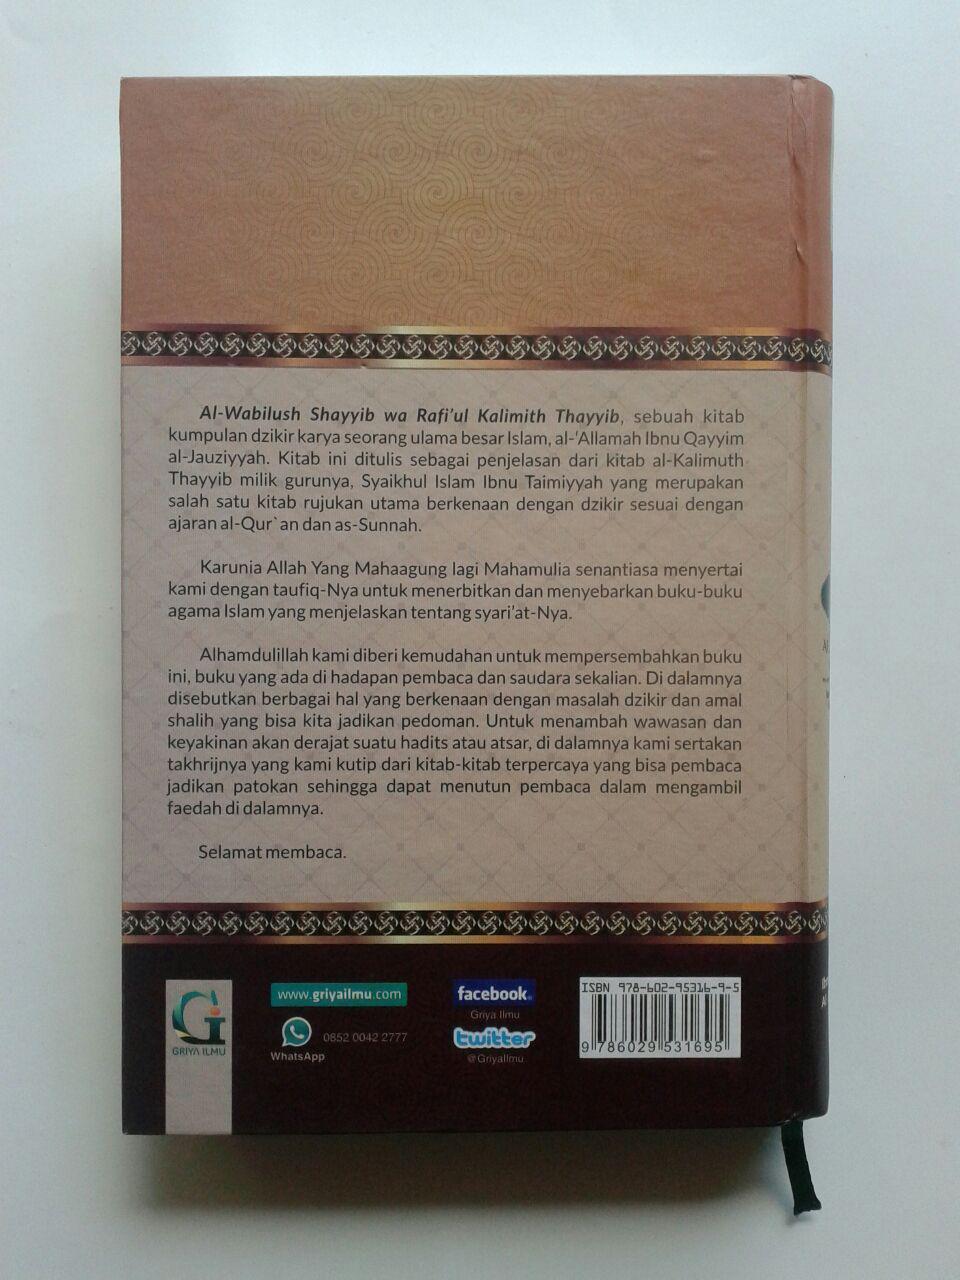 Al-Wabilush Shayyib wa Rafi'ul Kalimith Thayyib, sebuah kitab
kumpulan dzikir karya seorang ulama besar Islam, al-'Allamah Ibnu Qayyim
al-Jauziyyah. Kitab ini ditulis sebagai penjelasan dari kitab al-Kalimuth
Thayyib milik gurunya, Syaikhul Islam Ibnu Taimiyyah yang merupakan
salah satu kitab rujukan utama berkenaan dengan dzikir sesuai dengan
ajaran al-Qur`an dan as-Sunnah.
Karunia Allah Yang Mahaagung lagi Mahamulia senantiasa menyertai
kami dengan taufiq-Nya untuk menerbitkan dan menyebarkan buku-buku
agama Islam yang menjelaskan tentang syari'at-Nya.
Alhamdulillah kami diberi kemudahan untuk mempersembahkan buku
ini, buku yang ada di hadapan pembaca dan saudara sekalian. Di dalamnya
disebutkan berbagai hal yang berkenaan dengan masalah dzikir dan amal
shalih yang bisa kita jadikan pedoman. Untuk menambah wawasan dan
keyakinan akan derajat suatu hadits atau atsar, di dalamnya kami sertakan
takhrijnya yang kami kutip dari kitab-kitab terpercaya yang bisa pembaca
jadikan patokan sehingga dapat menutun pembaca dalam mengambil
faedah di dalamnya.
Selamat membaca.
GRIYA ILMU
www.griyailmu.com
WhatsApp
0852 0042 2777
facebook
Griya Ilmu
twitter
@GriyaIlmu
ISBN 978-602-95316-9-5
9 786029 531695